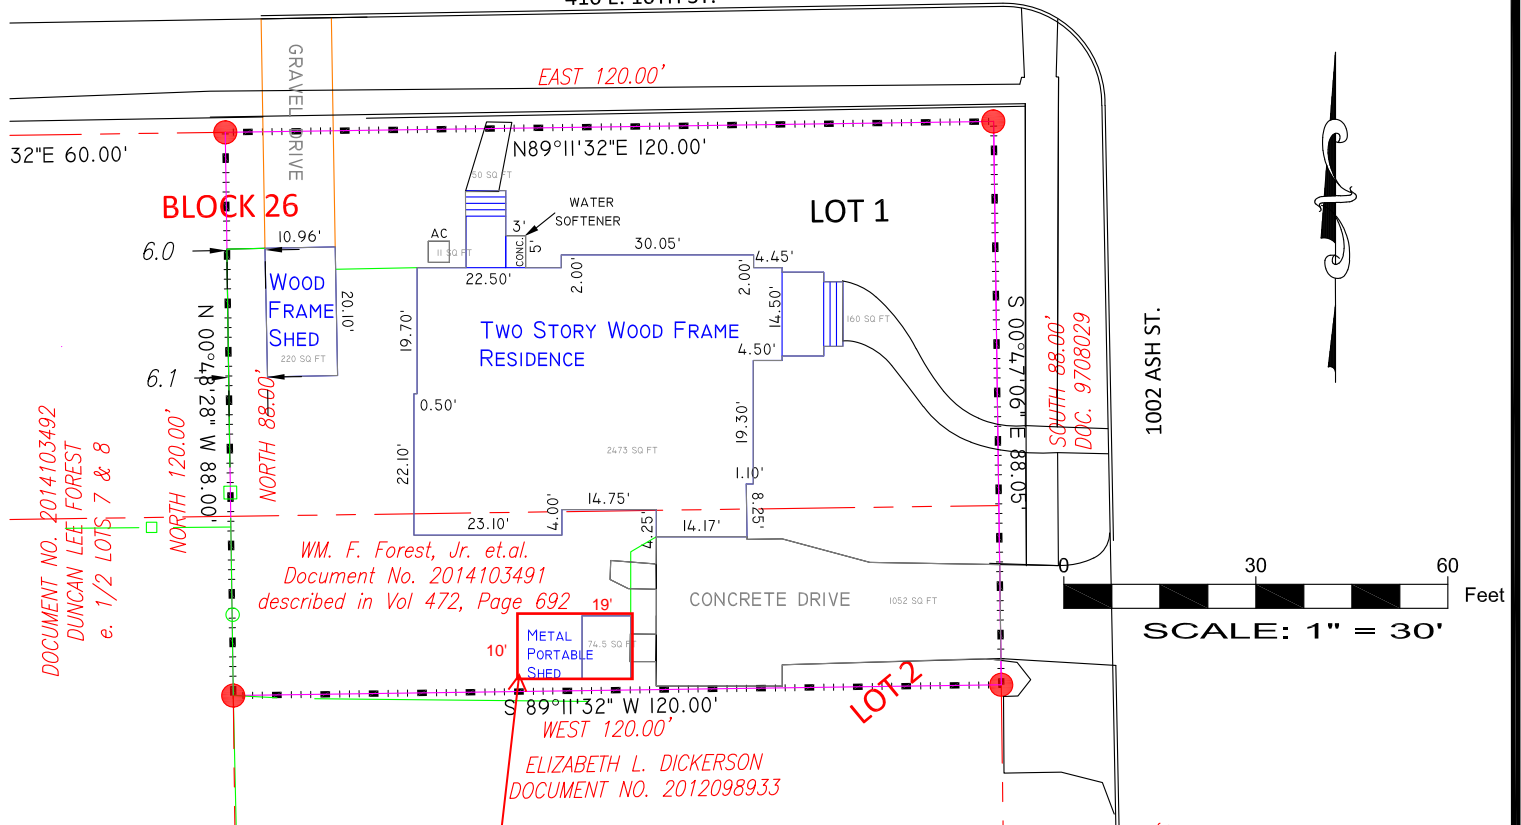 EAST 120.00'
GRAVEL DRIVE
32"E 60.00'
N89°11'32"E 120.00'
50 SQ FT
BLOCK 26
LOT 1
WATER
SOFTENER
3'
5'
CONC.
AC
11 SQ FT
6.0
10.96'
30.05'
4.45'
22.50'
2.00'
2.00'
WOOD
FRAME
SHED
20.10'
220 SQ FT
19.70'
TWO STORY WOOD FRAME
RESIDENCE
14.50'
160 SQ FT
4.50'
6.1
0.50'
N 00°48'28" W 88.00'
NORTH 88.00'
NORTH 120.00'
S 00°47'06" E 88.05'
SOUTH 88.00'
DOC. 9708029
1002 ASH ST.
DOCUMENT NO. 2014103492
DUNCAN LEE FOREST
e. 1/2 LOTS 7 & 8
22.10'
2473 SQ FT
19.30'
1.10'
8.25'
14.75'
23.10'
4.00'
4.25'
14.17'
WM. F. Forest, Jr. et.al.
Document No. 2014103491
described in Vol 472, Page 692
CONCRETE DRIVE
1052 SQ FT
0 30 60
Feet
SCALE: 1" = 30'
19'
10'
METAL
PORTABLE
SHED
74.5 SQ FT
LOT 2
S 89°11'32" W 120.00'
WEST 120.00'
ELIZABETH L. DICKERSON
DOCUMENT NO. 2012098933